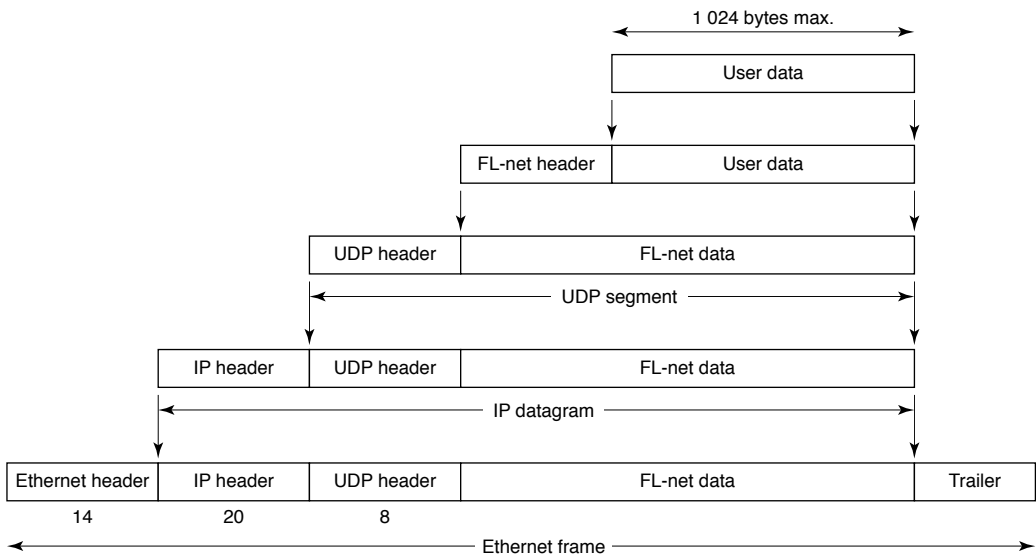 1 024 bytes max.
User data
FL-net header User data
UDP header FL-net data
UDP segment
IP header UDP header FL-net data
IP datagram
Ethernet header IP header UDP header FL-net data Trailer
14 20 8
Ethernet frame